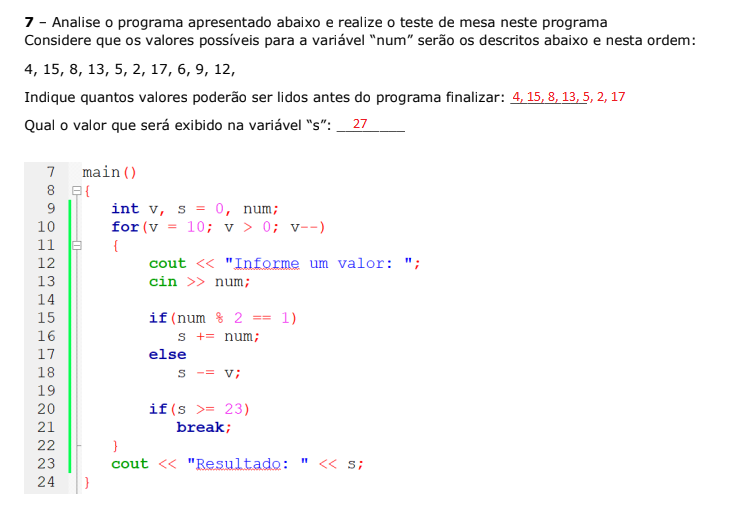 7 – Analise o programa apresentado abaixo e realize o teste de mesa neste programa
Considere que os valores possíveis para a variável “num” serão os descritos abaixo e nesta ordem:
4, 15, 8, 13, 5, 2, 17, 6, 9, 12,
Indique quantos valores poderão ser lidos antes do programa finalizar: 4, 15, 8, 13, 5, 2, 17
Qual o valor que será exibido na variável “s”: ___27_____
7 main()
8 {
9 int v, s = 0, num;
10 for(v = 10; v > 0; v--)
11 {
12 cout << "Informe um valor: ";
13 cin >> num;
14
15 if(num % 2 == 1)
16 s += num;
17 else
18 s -= v;
19
20 if(s >= 23)
21 break;
22 }
23 cout << "Resultado: " << s;
24 }